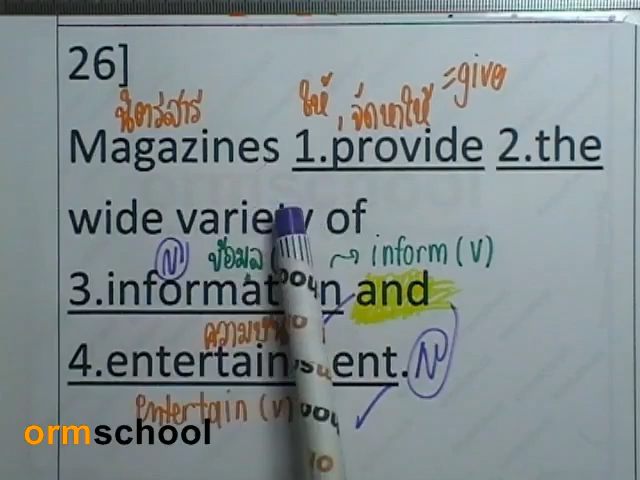 26]
นิตยสาร ให้ , จัดหาให้ =give
Magazines 1.provide 2.the
wide variety of
N ข้อมูล → inform (v)
3.information and
4.entertainment. N
entertain (v)
ormschool